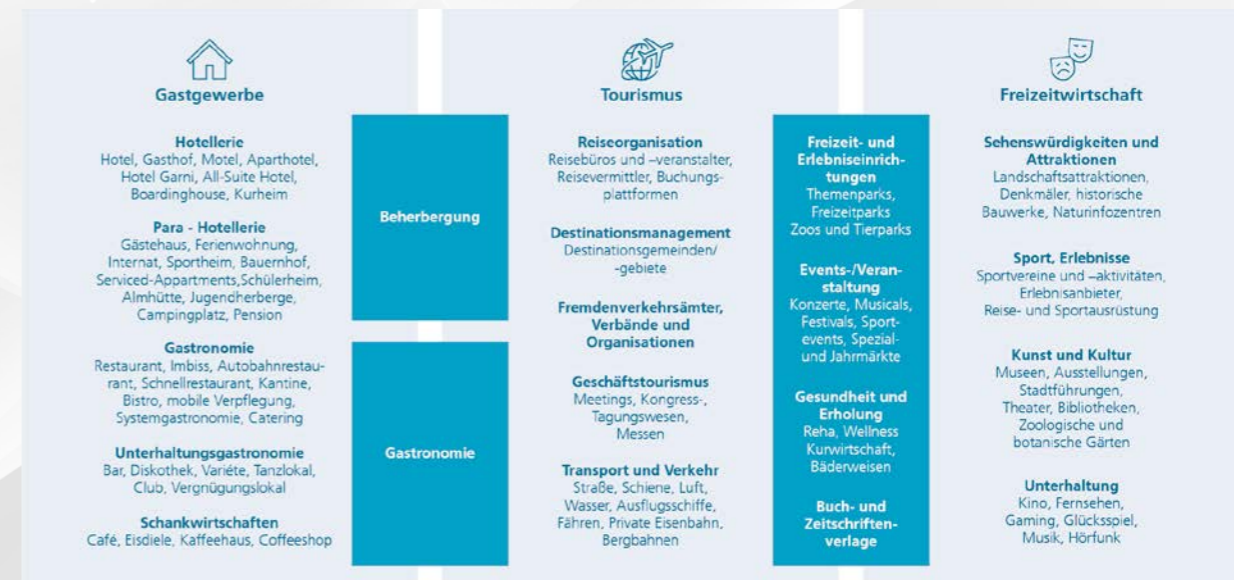 Gastgewerbe
Hotellerie
Hotel, Gasthof, Motel, Aparthotel,
Hotel Garni, All-Suite Hotel,
Boardinghouse, Kurheim
Para - Hotellerie
Gästehaus, Ferienwohnung,
Internat, Sportheim, Bauernhof,
Serviced-Appartments,Schülerheim,
Almhütte, Jugendherberge,
Campingplatz, Pension
Gastronomie
Restaurant, Imbiss, Autobahnrestau-
rant, Schnellrestaurant, Kantine,
Bistro, mobile Verpflegung,
Systemgastronomie, Catering
Unterhaltungsgastronomie
Bar, Diskothek, Variéte, Tanzlokal,
Club, Vergnügungslokal
Schankwirtschaften
Café, Eisdiele, Kaffeehaus, Coffeeshop
Beherbergung
Gastronomie
Tourismus
Reiseorganisation
Reisebüros und –veranstalter,
Reisevermittler, Buchungs-
plattformen
Destinationsmanagement
Destinationsgemeinden/
-gebiete
Fremdenverkehrsämter,
Verbände und
Organisationen
Geschäftstourismus
Meetings, Kongress-,
Tagungswesen,
Messen
Transport und Verkehr
Straße, Schiene, Luft,
Wasser, Ausflugsschiffe,
Fähren, Private Eisenbahn,
Bergbahnen
Freizeit- und
Erlebniseinrich-
tungen
Themenparks,
Freizeitparks
Zoos und Tierparks
Events-/Veran-
staltung
Konzerte, Musicals,
Festivals, Sport-
events, Spezial-
und Jahrmärkte
Gesundheit und
Erholung
Reha, Wellness
Kurwirtschaft,
Bäderweisen
Buch- und
Zeitschriften-
verlage
Freizeitwirtschaft
Sehenswürdigkeiten und
Attraktionen
Landschaftsattraktionen,
Denkmäler, historische
Bauwerke, Naturinfozentren
Sport, Erlebnisse
Sportvereine und –aktivitäten,
Erlebnisanbieter,
Reise- und Sportausrüstung
Kunst und Kultur
Museen, Ausstellungen,
Stadtführungen,
Theater, Bibliotheken,
Zoologische und
botanische Gärten
Unterhaltung
Kino, Fernsehen,
Gaming, Glücksspiel,
Musik, Hörfunk